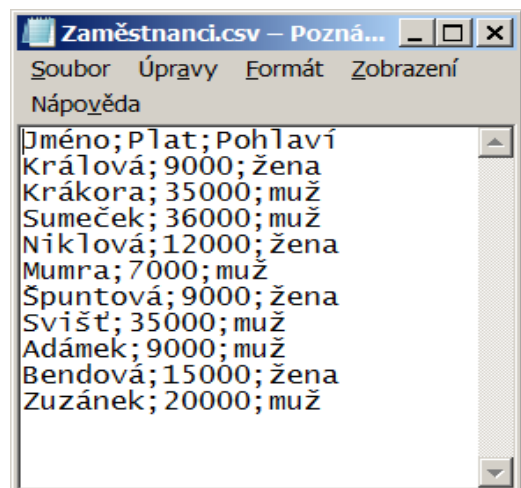 Zaměstnanci.csv – Pozná...
Soubor Úpravy Formát Zobrazení
Nápověda
Jméno;Plat;Pohlaví
Králová;9000;žena
Krákora;35000;muž
Sumeček;36000;muž
Niklová;12000;žena
Mumra;7000;muž
Špuntová;9000;žena
Svišť;35000;muž
Adámek;9000;muž
Bendová;15000;žena
Zuzánek;20000;muž